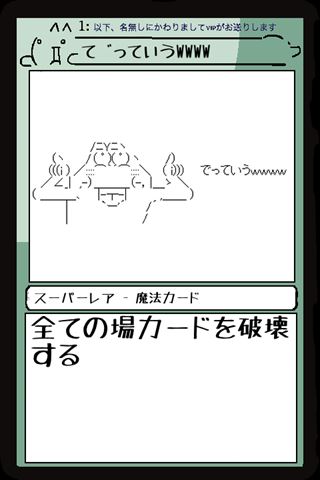 1: 以下、名無しにかわりましてVIPがお送りします
でっていうwwww
でっていうwwwww
スーパーレア - 魔法カード
全ての場カードを破壊
する